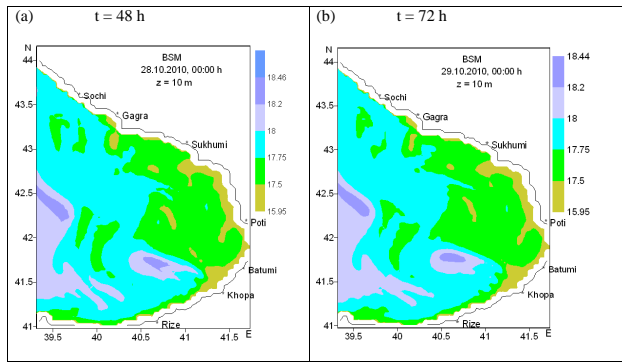 (a) t = 48 h
N
BSM
28.10.2010, 00:00 h
z = 10 m
44
43.5
43
42.5
42
41.5
41
39.5 40 40.5 41 41.5
E
Sochi
Gagra
Sukhumi
Poti
Batumi
Khopa
Rize
18.46
18.2
18
17.75
17.5
15.95
(b) t = 72 h
N
BSM
29.10.2010, 00:00 h
z = 10 m
44
43.5
43
42.5
42
41.5
41
39.5 40 40.5 41 41.5
E
Sochi
Gagra
Sukhumi
Poti
Batumi
Khopa
Rize
18.44
18.2
18
17.75
17.5
15.95